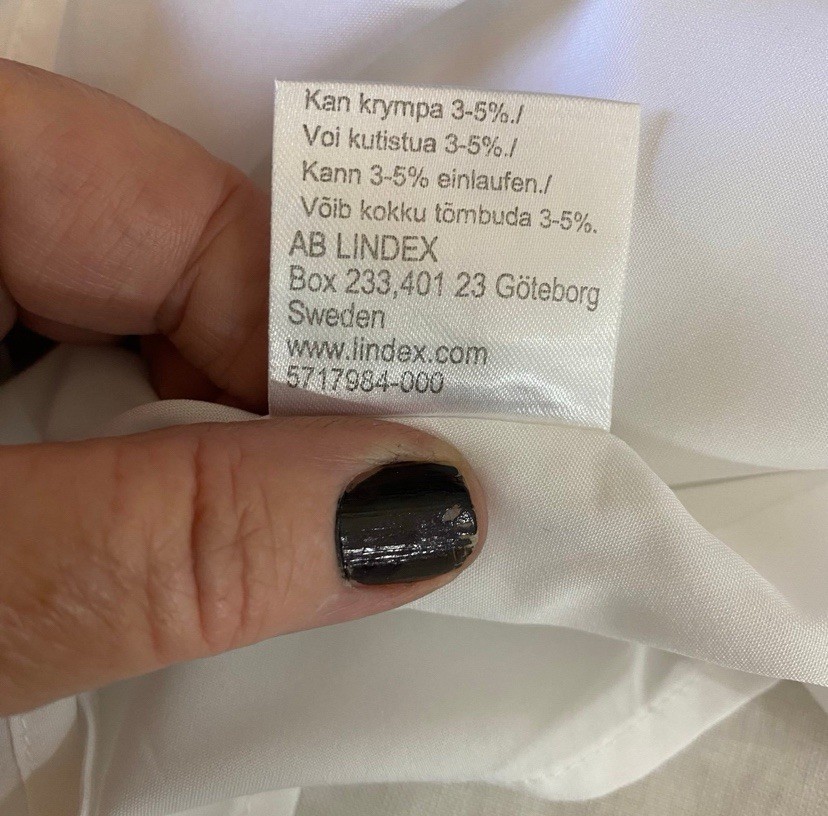 Kan krympa 3-5%./
Voi kutistua 3-5%./
Kann 3-5% einlaufen./
Võib kokku tõmbuda 3-5%.
AB LINDEX
Box 233,401 23 Göteborg
Sweden
www.lindex.com
5717984-000